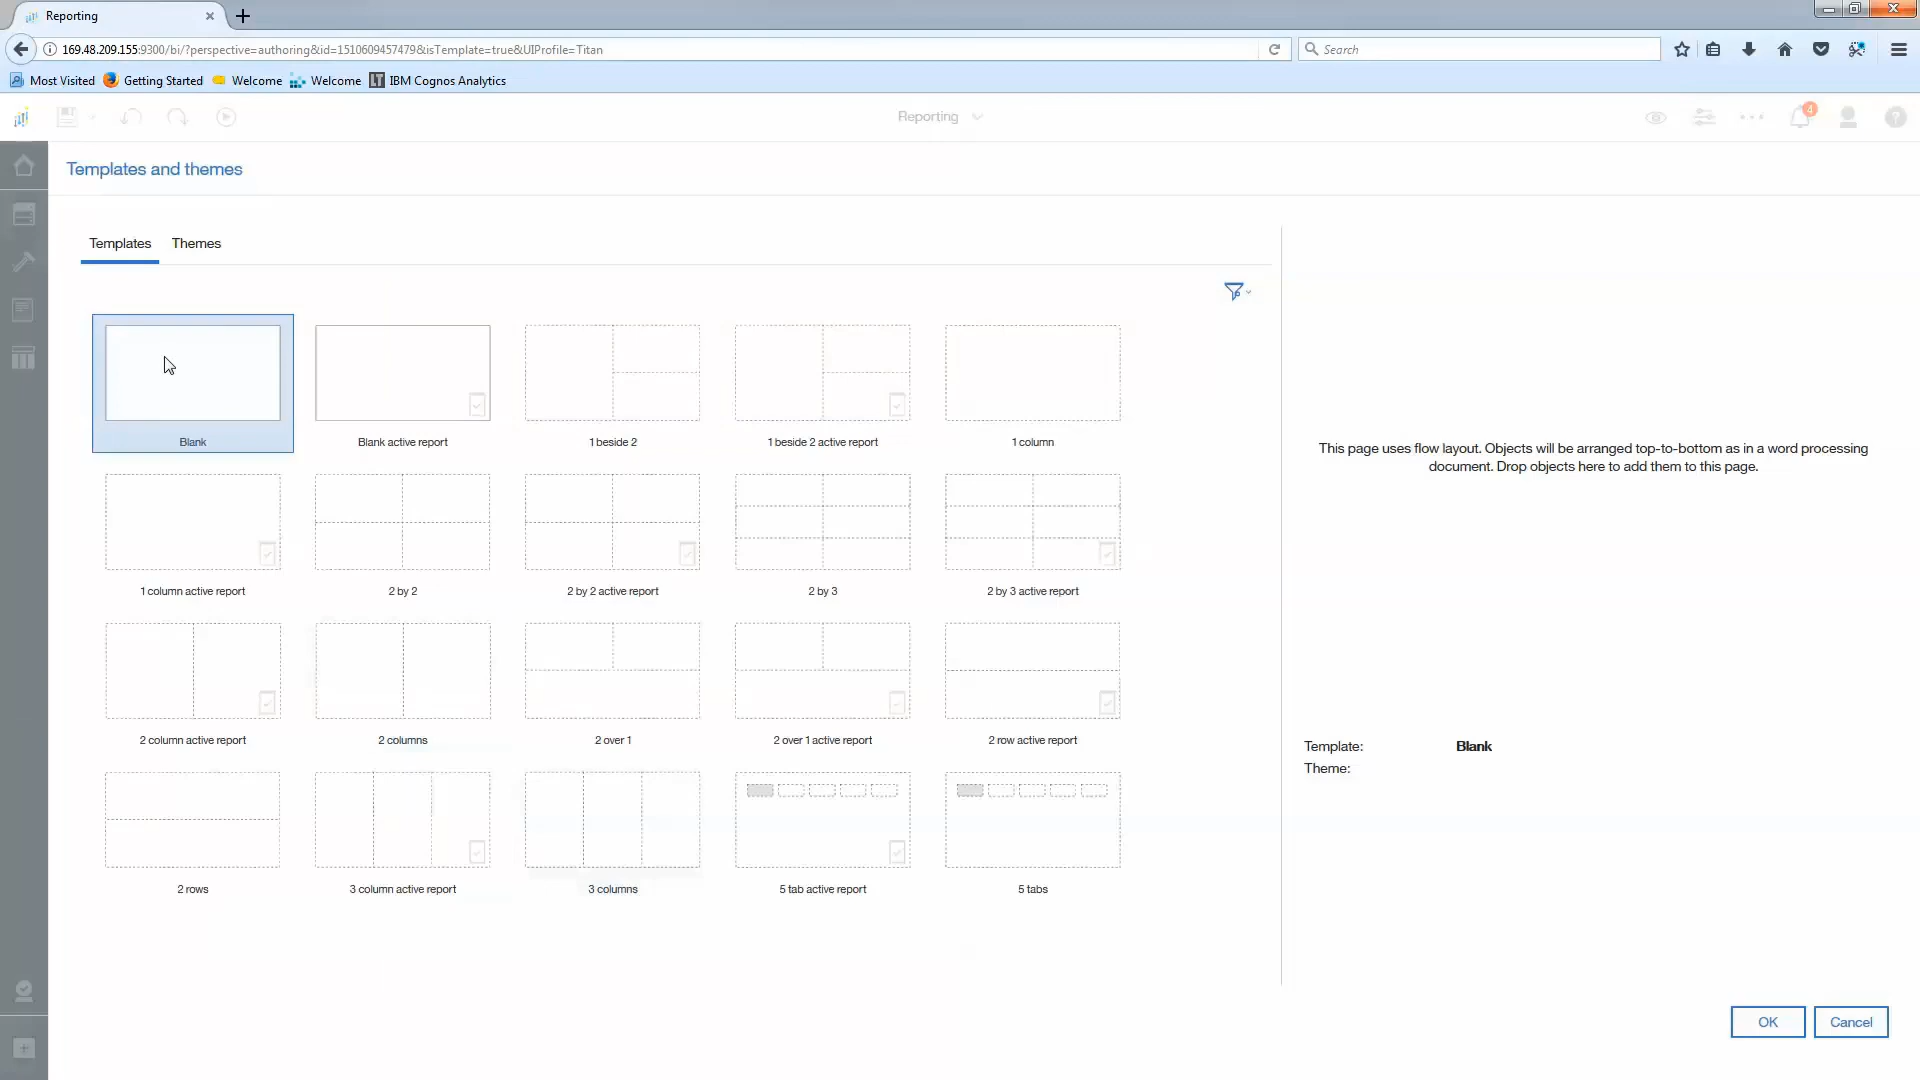 Reporting
169.48.209.155:9300/bi/?perspective=authoring&id=1510609457479&isTemplate=true&UIProfile=Titan
Search
Most Visited Getting Started Welcome Welcome IBM Cognos Analytics
Reporting
4
Templates and themes
Templates Themes
Blank Blank active report 1 beside 2 1 beside 2 active report 1 column
This page uses flow layout. Objects will be arranged top-to-bottom as in a word processing
document. Drop objects here to add them to this page.
1 column active report 2 by 2 2 by 2 active report 2 by 3 2 by 3 active report
2 column active report 2 columns 2 over 1 2 over 1 active report 2 row active report
Template: Blank
Theme:
2 rows 3 column active report 3 columns 5 tab active report 5 tabs
OK Cancel